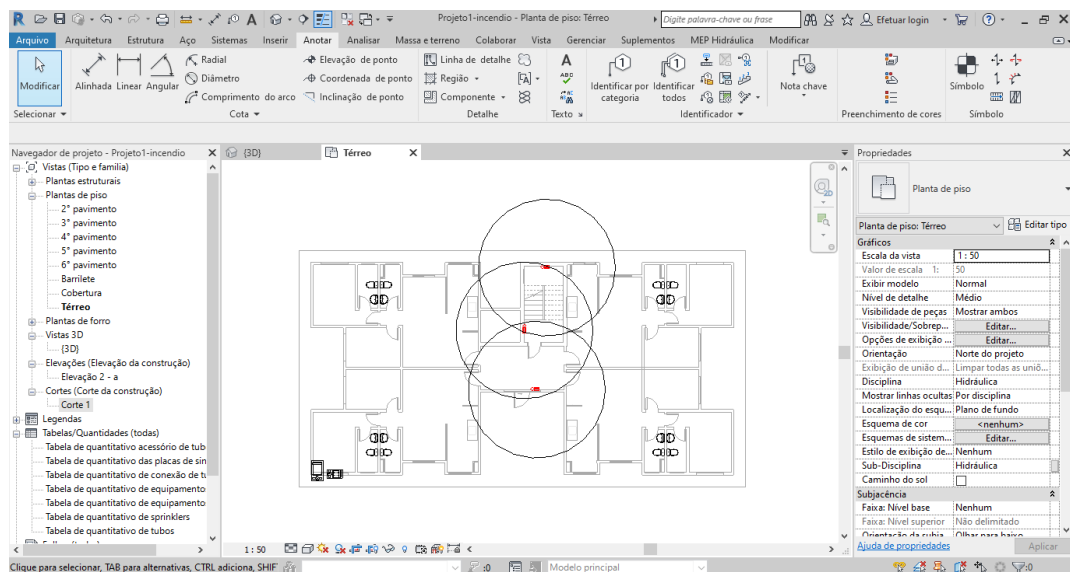 Projeto1-incendio - Planta de piso: Térreo
Digite palavra-chave ou frase
Efetuar login
Arquivo Arquitetura Estrutura Aço Sistemas Inserir Anotar Analisar Massa e terreno Colaborar Vista Gerenciar Suplementos MEP Hidráulica Modificar
Modificar
Alinhada Linear Angular
Radial
Diâmetro
Comprimento do arco
Elevação de ponto
Coordenada de ponto
Inclinação de ponto
Linha de detalhe
Região
Componente
A
ABC
Identificar por categoria
Identificar todos
Nota chave
Símbolo
Selecionar
Cota
Detalhe
Texto
Identificador
Preenchimento de cores
Símbolo
Navegador de projeto - Projeto1-incendio
{3D}
Térreo
Propriedades
Vistas (Tipo e familia)
Plantas estruturais
Plantas de piso
2° pavimento
3° pavimento
4° pavimento
5° pavimento
6° pavimento
Barrilete
Cobertura
Térreo
Plantas de forro
Vistas 3D
{3D}
Elevações (Elevação da construção)
Elevação 2 - a
Cortes (Corte da construção)
Corte 1
Legendas
Tabelas/Quantidades (todas)
Tabela de quantitativo acessório de tub
Tabela de quantitativo das placas de sin
Tabela de quantitativo de conexão de tu
Tabela de quantitativo de equipamento
Tabela de quantitativo de equipamento
Tabela de quantitativo de sprinklers
Tabela de quantitativo de tubos
2D
Planta de piso
Planta de piso: Térreo
Editar tipo
Gráficos
Escala da vista 1 : 50
Valor de escala 1: 50
Exibir modelo Normal
Nível de detalhe Médio
Visibilidade de peças Mostrar ambos
Visibilidade/Sobrep... Editar...
Opções de exibição ... Editar...
Orientação Norte do projeto
Exibição de união d... Limpar todas as uniõ...
Disciplina Hidráulica
Mostrar linhas ocultas Por disciplina
Localização do esqu... Plano de fundo
Esquema de cor <nenhum>
Esquemas de sistem... Editar...
Estilo de exibição de... Nenhum
Sub-Disciplina Hidráulica
Caminho do sol
Subjacência
Faixa: Nível base Nenhum
Faixa: Nível superior Não delimitado
Ajuda de propriedades
Aplicar
1 : 50
Clique para selecionar, TAB para alternativas, CTRL adiciona, SHIF
:0
Modelo principal
:0